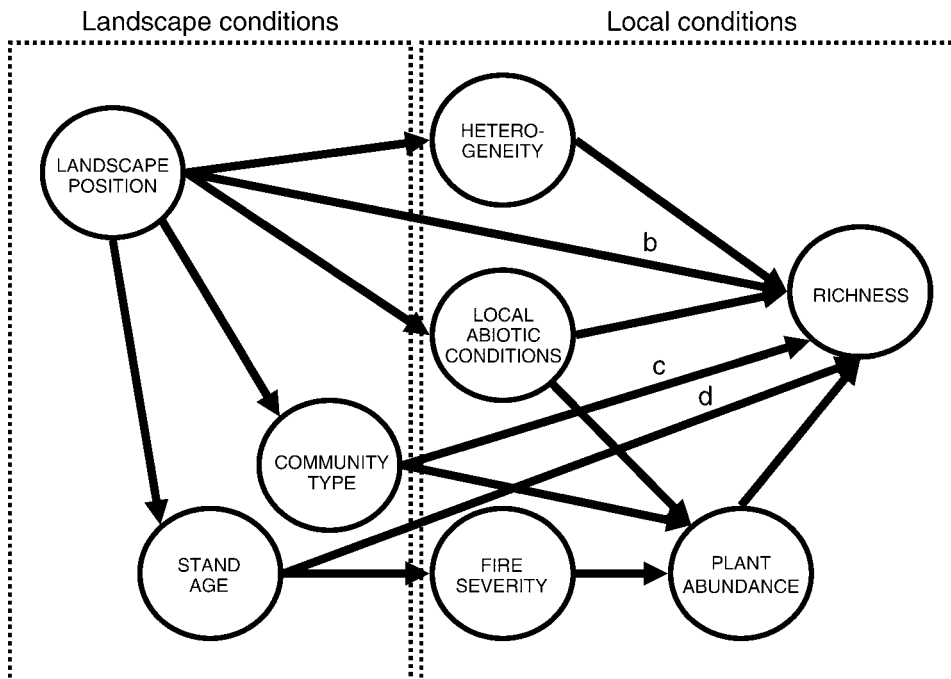 Landscape conditions
Local conditions
LANDSCAPE
POSITION
HETERO-
GENEITY
b
RICHNESS
LOCAL
ABIOTIC
CONDITIONS
c
d
COMMUNITY
TYPE
STAND
AGE
FIRE
SEVERITY
PLANT
ABUNDANCE